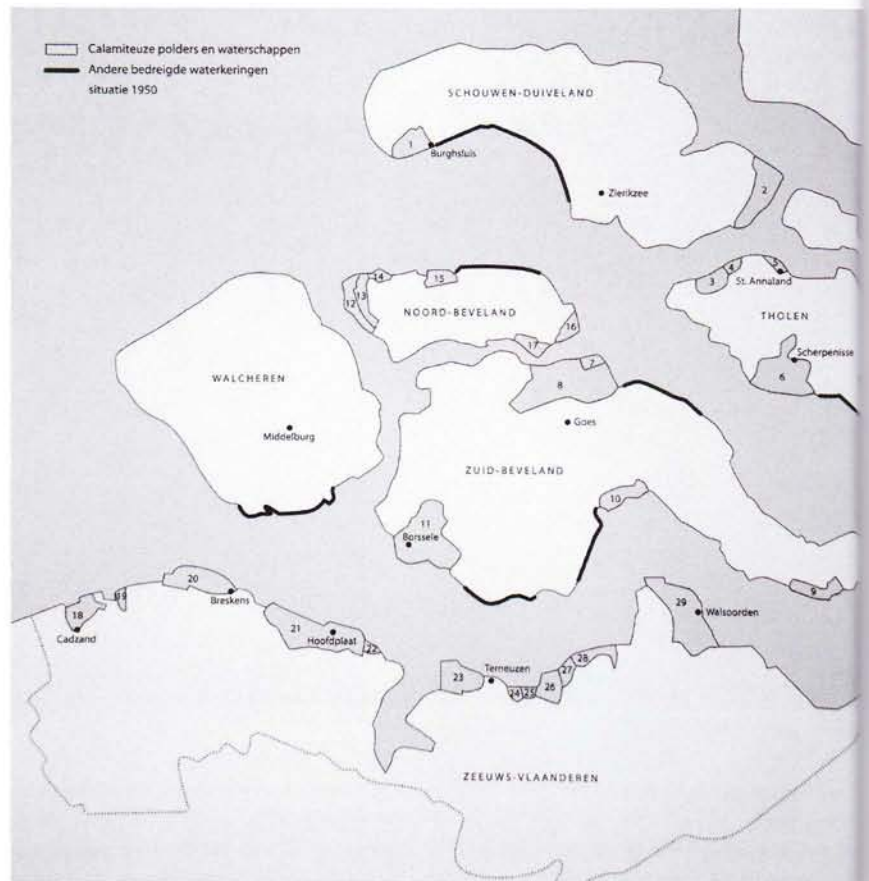 Calamiteuze polders en waterschappen
Andere bedreigde waterkeringen
situatie 1950
SCHOUWEN-DUIVELAND
1
Burghsluis
Zierikzee
2
3
4
5
St. Annaland
THOLEN
Scherpenisse
6
12
13
14
15
NOORD-BEVELAND
16
17
7
8
Goes
WALCHEREN
Middelburg
ZUID-BEVELAND
10
11
Borssele
9
18
Cadzand
19
20
Breskens
21
Hoofdplaat
22
23
Terneuzen
24
25
26
27
28
29
Walsoorden
ZEEUWS-VLAANDEREN